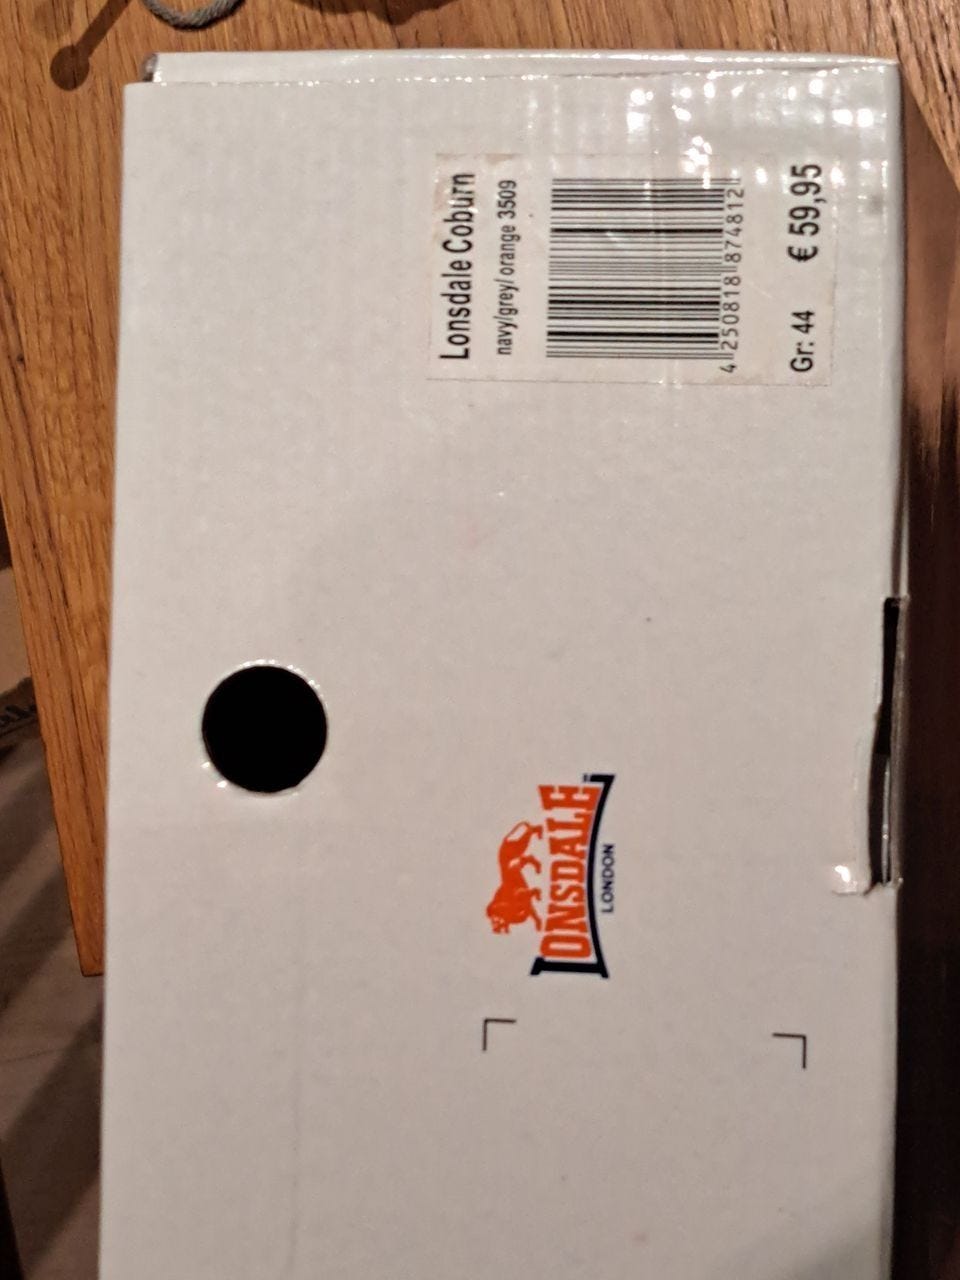 Lonsdale Coburn
navy/grey/ orange 3509
4 250818 874812
Gr: 44 € 59,95
LONSDALE
LONDON